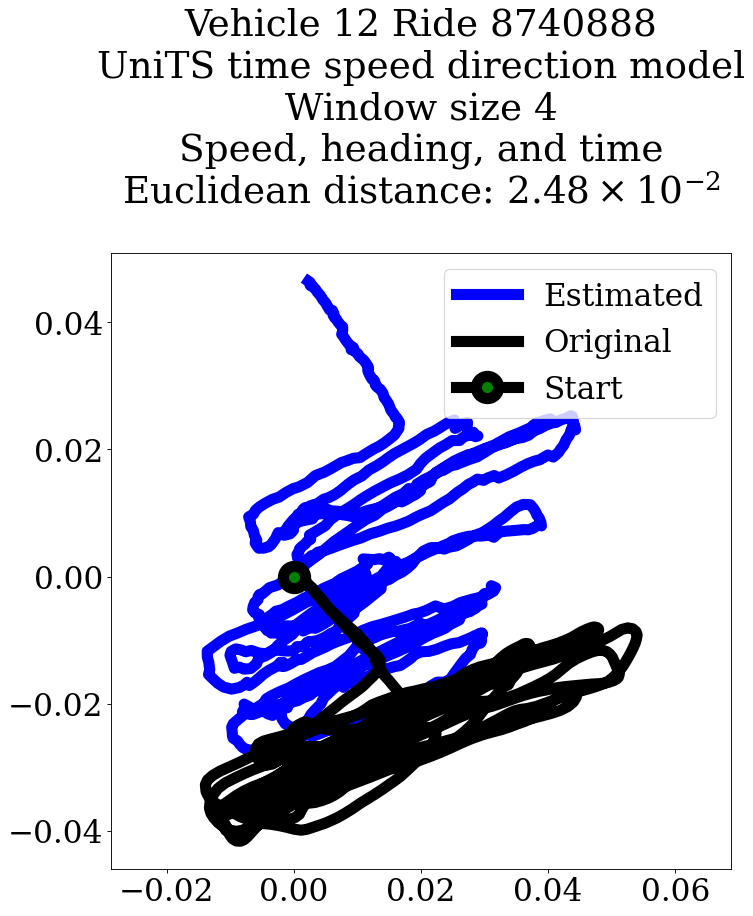 Vehicle 12 Ride 8740888
UniTS time speed direction model
Window size 4
Speed, heading, and time
Euclidean distance: 2.48 × 10⁻²
Estimated
Original
Start
0.04
0.02
0.00
−0.02
−0.04
−0.02 0.00 0.02 0.04 0.06